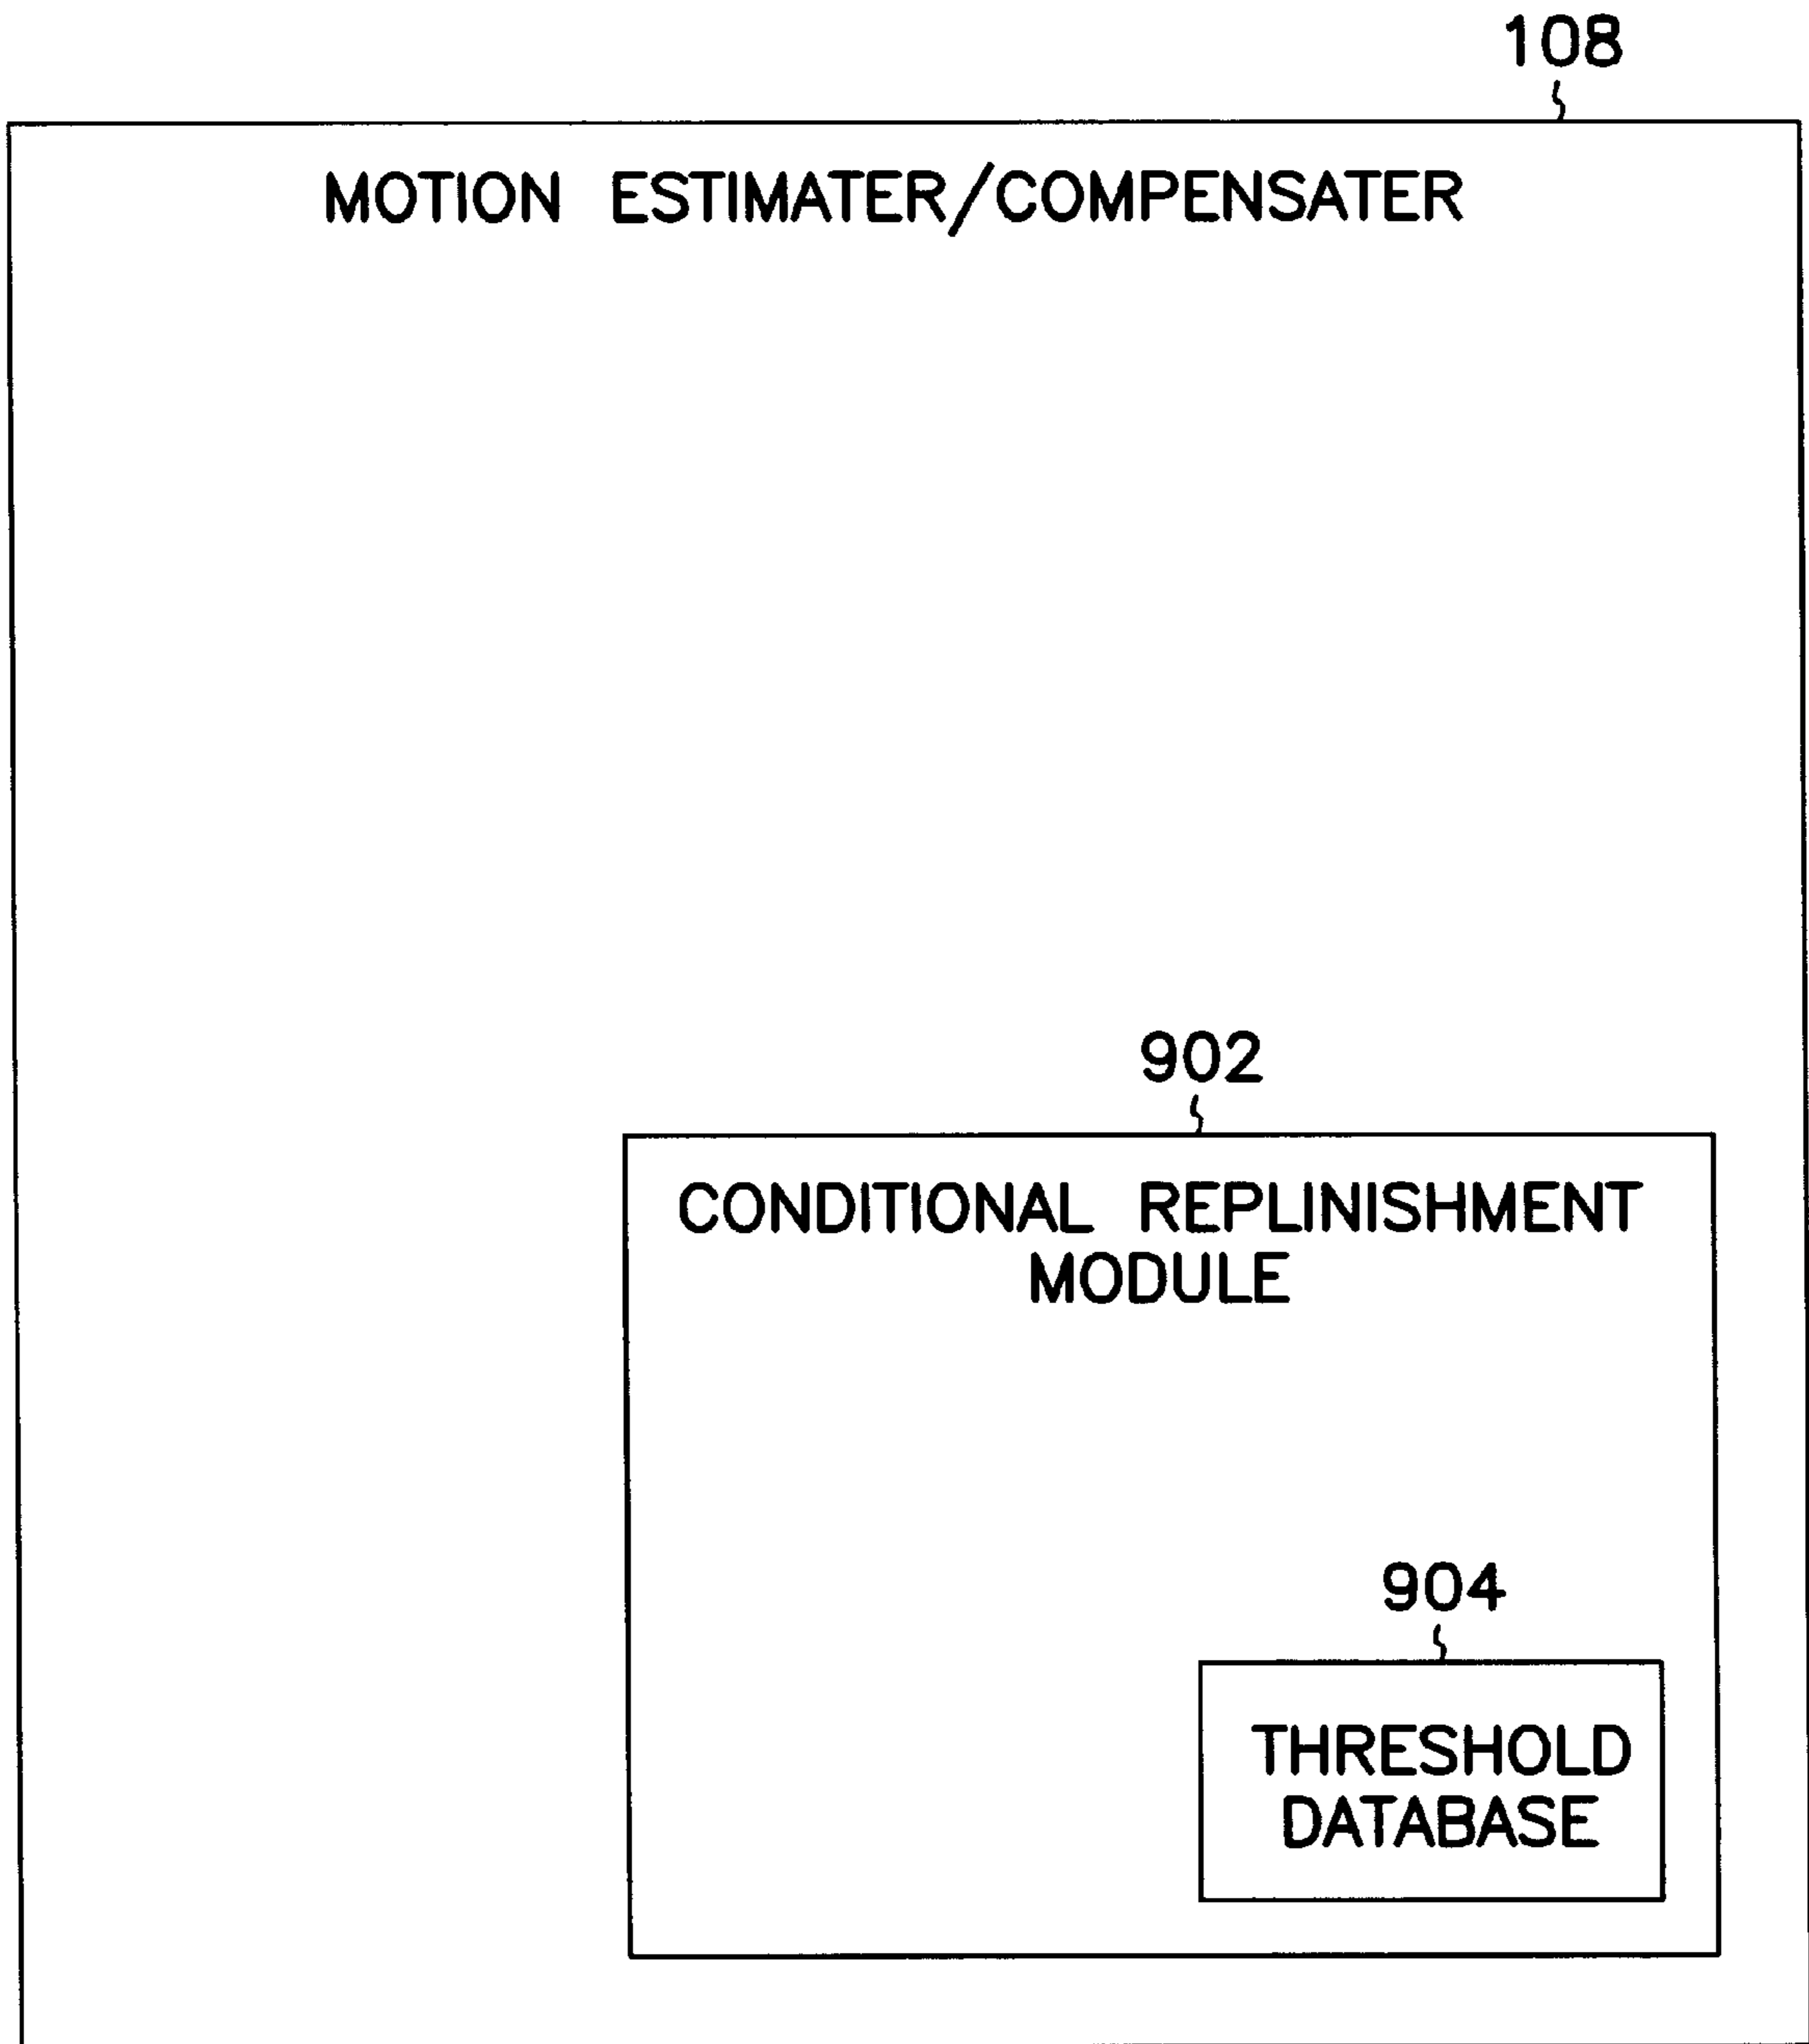 108
MOTION ESTIMATER/COMPENSATER
902
CONDITIONAL REPLINISHMENT
MODULE
904
THRESHOLD
DATABASE